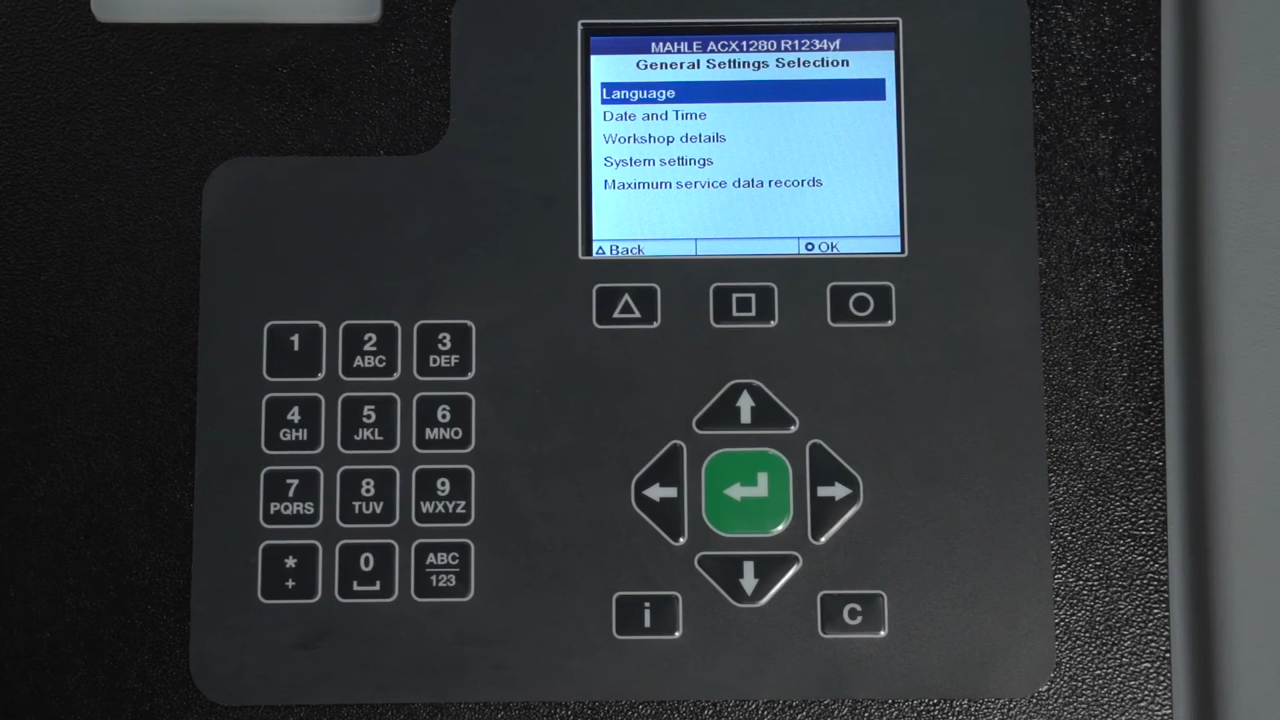 MAHLE ACX1280 R1234yf
General Settings Selection
Language
Date and Time
Workshop details
System settings
Maximum service data records
Back OK
1 2 3
ABC DEF
4 5 6
GHI JKL MNO
7 8 9
PQRS TUV WXYZ
* 0 ABC
+ 123
i C